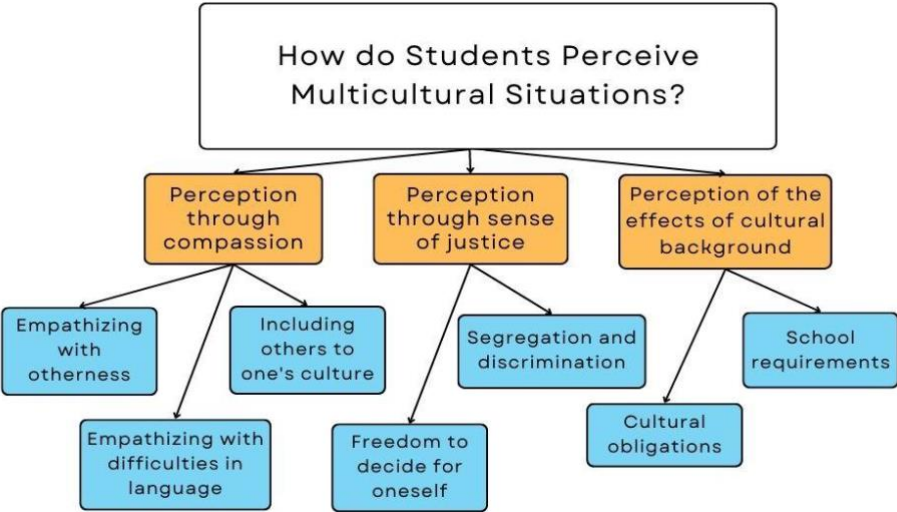 How do Students Perceive
Multicultural Situations?
Perception
through
compassion
Perception
through sense
of justice
Perception of the
effects of cultural
background
Empathizing
with
otherness
Including
others to
one's culture
Segregation and
discrimination
School
requirements
Empathizing with
difficulties in
language
Freedom to
decide for
oneself
Cultural
obligations